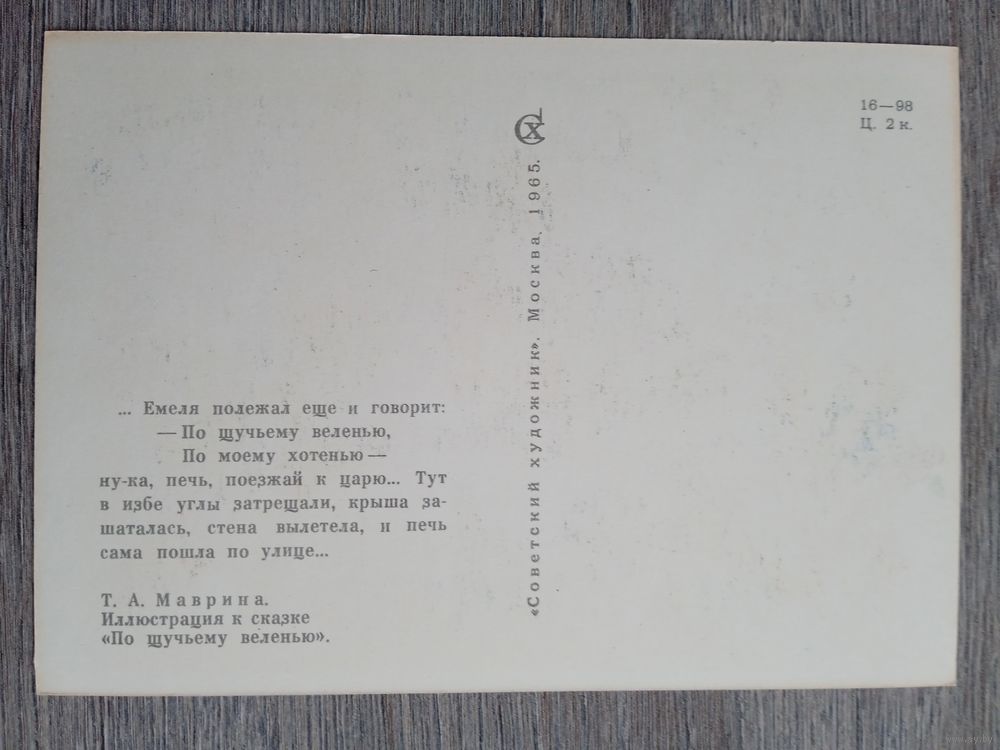 ... Емеля полежал еще и говорит:
— По щучьему веленью,
По моему хотенью —
ну-ка, печь, поезжай к царю... Тут
в избе углы затрещали, крыша за-
шаталась, стена вылетела, и печь
сама пошла по улице...
Т. А. Маврина.
Иллюстрация к сказке
«По щучьему веленью».
СХ
«Советский художник». Москва. 1965.
16—98
Ц. 2 к.